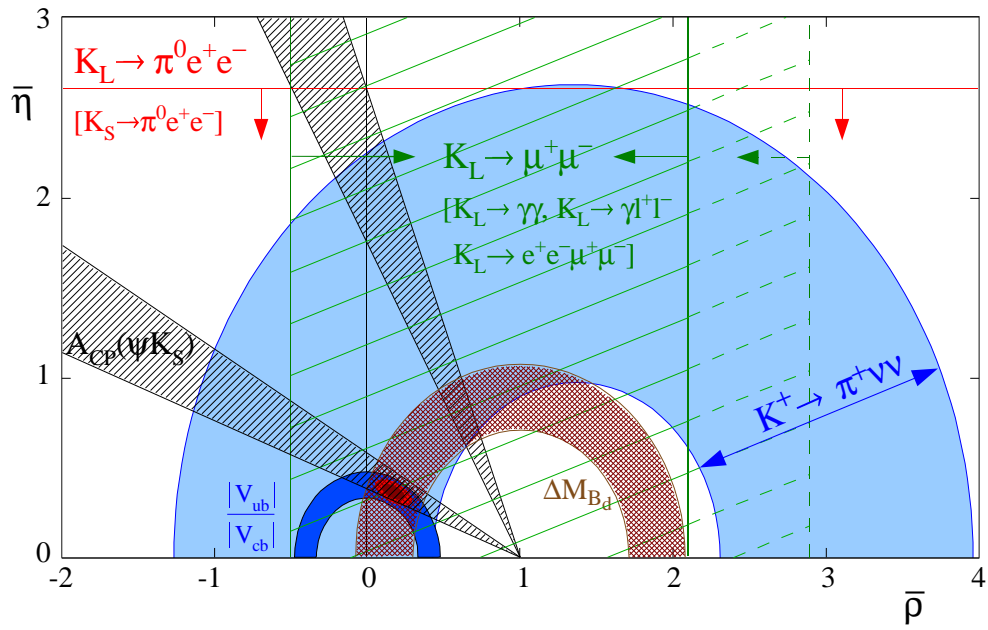 3
K_L → π⁰e⁺e⁻
η̅
[K_S→π⁰e⁺e⁻]
K_L → μ⁺μ⁻
2
[K_L → γγ, K_L → γl⁺l⁻
K_L → e⁺e⁻μ⁺μ⁻]
A_CP(ψK_S)
1
K⁺ → π⁺νν
|V_ub|
|V_cb|
ΔM_B_d
0
-2 -1 0 1 2 3 4
ρ̅